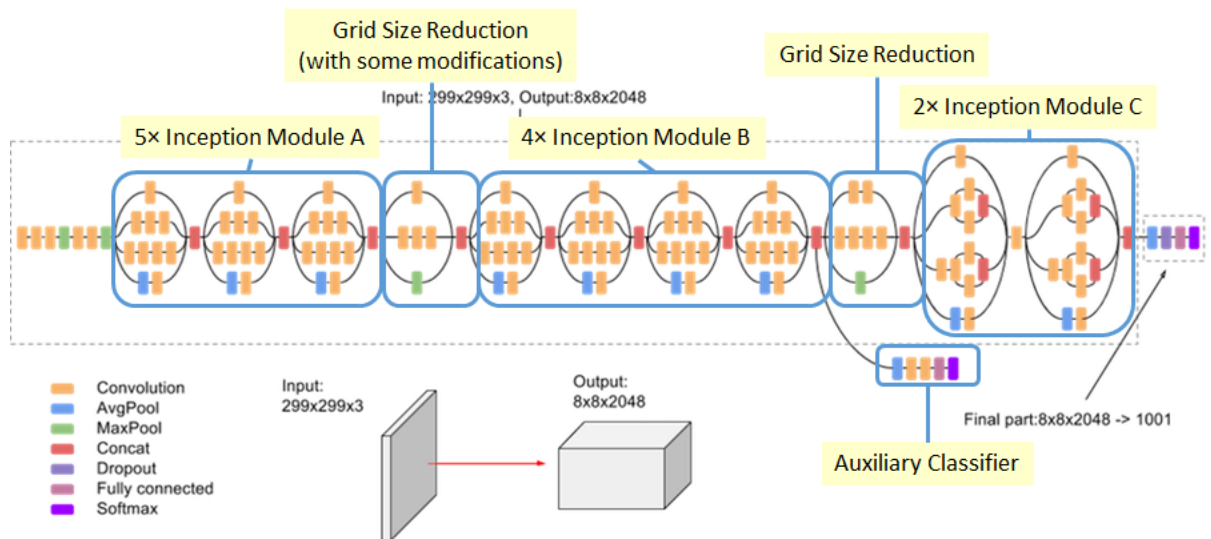 Grid Size Reduction
(with some modifications)
Grid Size Reduction
Input: 299x299x3, Output:8x8x2048
2× Inception Module C
5× Inception Module A
4× Inception Module B
Convolution
AvgPool
MaxPool
Concat
Dropout
Fully connected
Softmax
Input:
299x299x3
Output:
8x8x2048
Final part:8x8x2048 -> 1001
Auxiliary Classifier